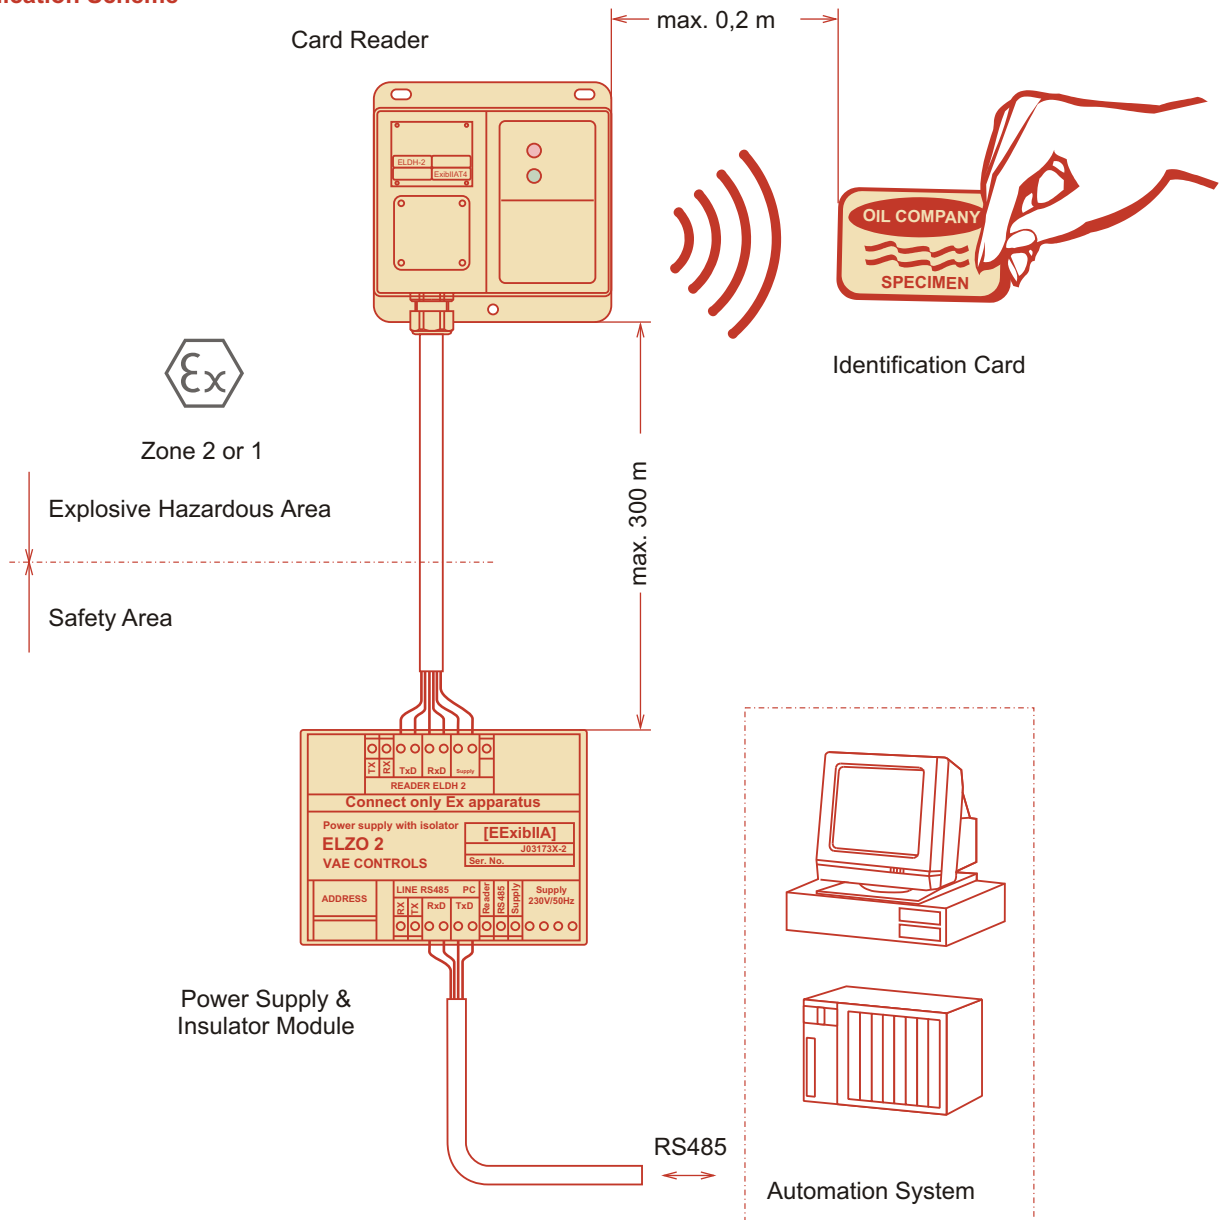 Scheme
max. 0,2 m
Card Reader
ELDH-2
ExibIIAT4
OIL COMPANY
SPECIMEN
Identification Card
Ex
Zone 2 or 1
Explosive Hazardous Area
Safety Area
max. 300 m
TX
RX
TxD
RxD
Supply
READER ELDH 2
Connect only Ex apparatus
Power supply with isolator
ELZO 2
VAE CONTROLS
[EExibIIA]
J03173X-2
Ser. No.
ADDRESS
LINE RS485 PC
RX
TX
RxD
TxD
Reader
RS485
Supply
Supply
230V/50Hz
Power Supply &
Insulator Module
RS485
Automation System